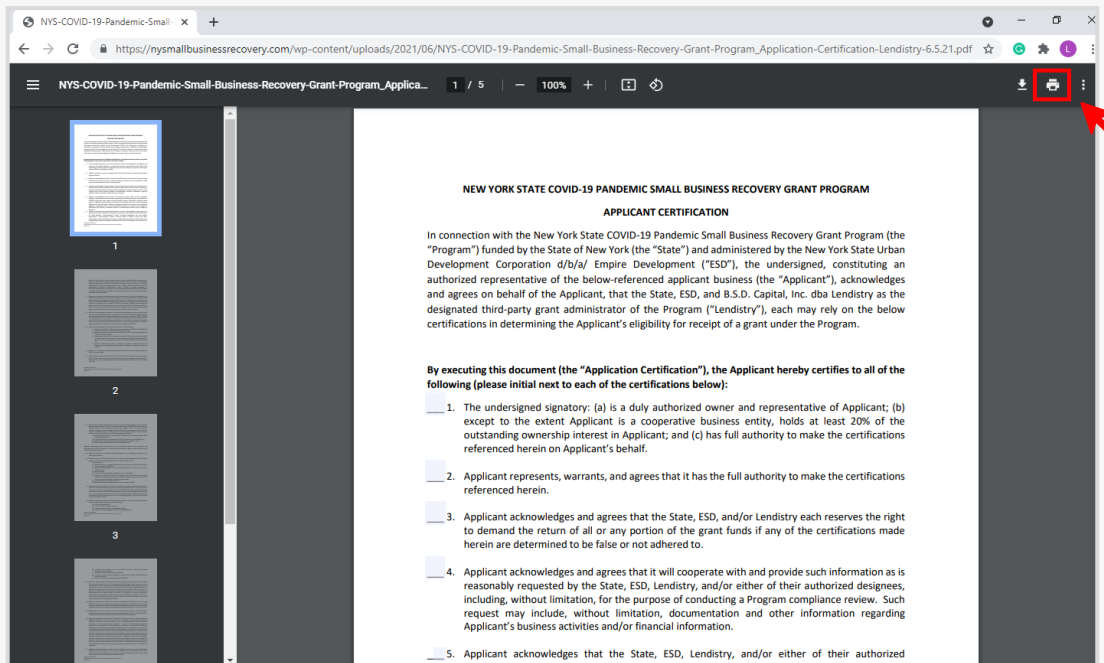 NYS-COVID-19-Pandemic-Small-
https://nysmallbusinessrecovery.com/wp-content/uploads/2021/06/NYS-COVID-19-Pandemic-Small-Business-Recovery-Grant-Program_Application-Certification-Lendistry-6.5.21.pdf
L
NYS-COVID-19-Pandemic-Small-Business-Recovery-Grant-Program_Applica...
1 / 5
100%
1
2
3
NEW YORK STATE COVID-19 PANDEMIC SMALL BUSINESS RECOVERY GRANT PROGRAM
APPLICANT CERTIFICATION
In connection with the New York State COVID-19 Pandemic Small Business Recovery Grant Program (the
“Program”) funded by the State of New York (the “State”) and administered by the New York State Urban
Development Corporation d/b/a/ Empire Development (“ESD”), the undersigned, constituting an
authorized representative of the below-referenced applicant business (the “Applicant”), acknowledges
and agrees on behalf of the Applicant, that the State, ESD, and B.S.D. Capital, Inc. dba Lendistry as the
designated third-party grant administrator of the Program (“Lendistry”), each may rely on the below
certifications in determining the Applicant’s eligibility for receipt of a grant under the Program.
By executing this document (the “Application Certification”), the Applicant hereby certifies to all of the
following (please initial next to each of the certifications below):
___1. The undersigned signatory: (a) is a duly authorized owner and representative of Applicant; (b)
except to the extent Applicant is a cooperative business entity, holds at least 20% of the
outstanding ownership interest in Applicant; and (c) has full authority to make the certifications
referenced herein on Applicant’s behalf.
___2. Applicant represents, warrants, and agrees that it has the full authority to make the certifications
referenced herein.
___3. Applicant acknowledges and agrees that the State, ESD, and/or Lendistry each reserves the right
to demand the return of all or any portion of the grant funds if any of the certifications made
herein are determined to be false or not adhered to.
___4. Applicant acknowledges and agrees that it will cooperate with and provide such information as is
reasonably requested by the State, ESD, Lendistry, and/or either of their authorized designees,
including, without limitation, for the purpose of conducting a Program compliance review. Such
request may include, without limitation, documentation and other information regarding
Applicant’s business activities and/or financial information.
___5. Applicant acknowledges that the State, ESD, Lendistry, and/or either of their authorized